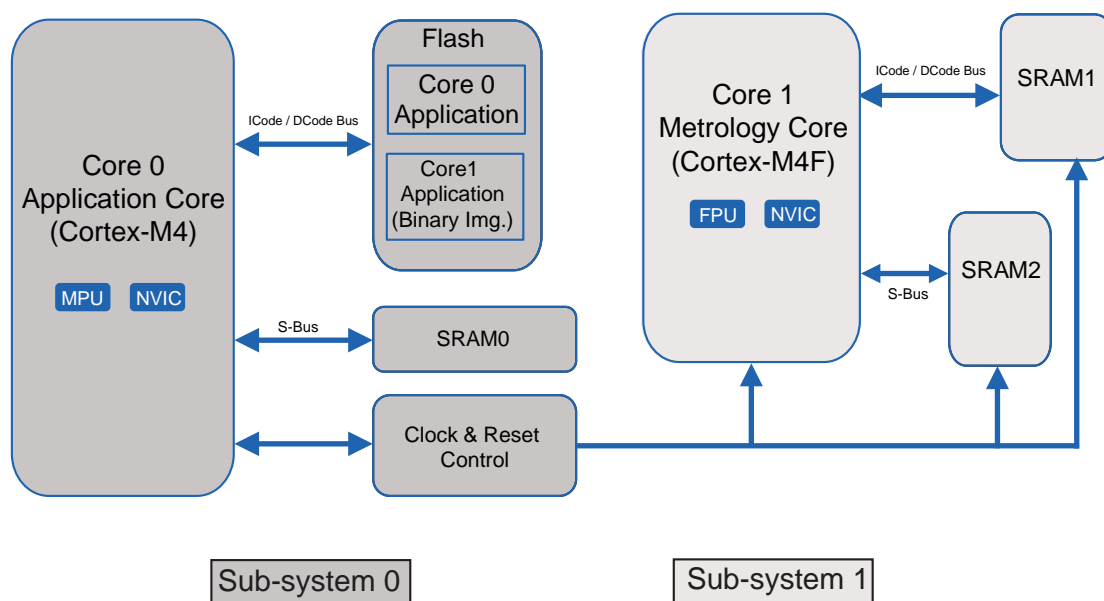 Core 0
Application Core
(Cortex-M4)
MPU
NVIC
ICode / DCode Bus
Flash
Core 0
Application
Core1
Application
(Binary Img.)
S-Bus
SRAM0
Clock & Reset
Control
Core 1
Metrology Core
(Cortex-M4F)
FPU
NVIC
ICode / DCode Bus
SRAM1
S-Bus
SRAM2
Sub-system 0
Sub-system 1